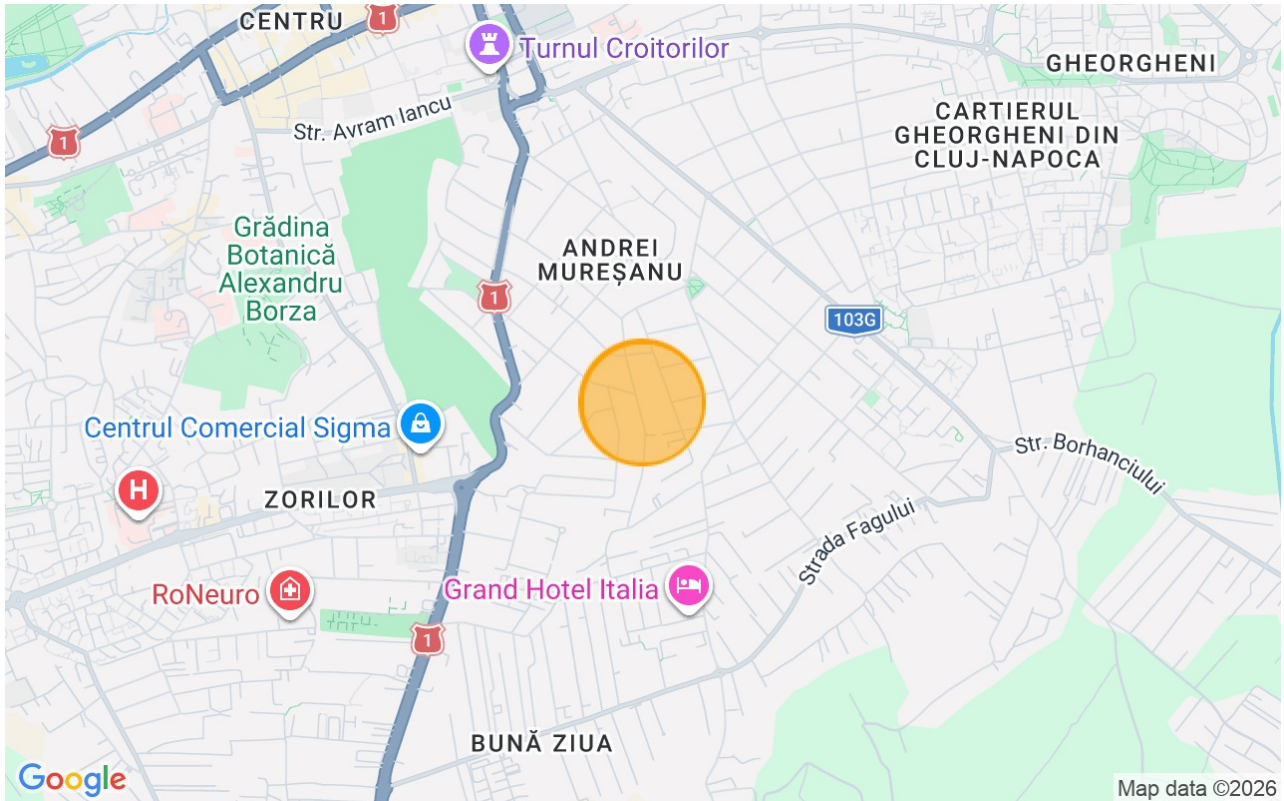 CENTRU
1
Turnul Croitorilor
GHEORGHENI
Str. Avram Iancu
1
CARTIERUL
GHEORGHENI DIN
CLUJ-NAPOCA
Grădina
Botanică
Alexandru
Borza
ANDREI
MUREȘANU
1
103G
Centrul Comercial Sigma
Str. Borhanciului
H
ZORILOR
Strada Fagului
RoNeuro
Grand Hotel Italia
1
BUNĂ ZIUA
Google
Map data ©2026